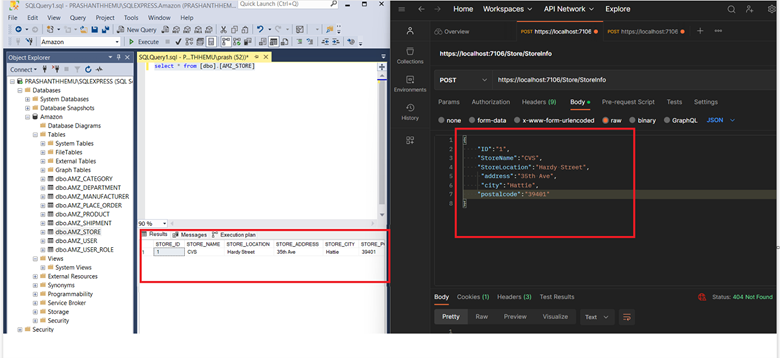 SQLQuery1.sql - P
Quick Launch (Ctrl+Q)
File Edit View Query Project Tools Window Help
New Query
Amazon
Execute
Object Explorer
Connect
PRASHANTHHEMU\SQLEXPRESS (SQL S
Databases
System Databases
Database Snapshots
Amazon
Database Diagrams
Tables
System Tables
FileTables
External Tables
Graph Tables
dbo.AMZ_CATEGORY
dbo.AMZ_DEPARTMENT
dbo.AMZ_MANUFACTURER
dbo.AMZ_PLACE_ORDER
dbo.AMZ_PRODUCT
dbo.AMZ_SHIPMENT
dbo.AMZ_STORE
dbo.AMZ_USER
dbo.AMZ_USER_ROLE
Views
System Views
External Resources
Synonyms
Programmability
Service Broker
Storage
Security
Security
SQLQuery1.sql - P...THHEMU\prash (52))*
select * from [dbo].[AMZ_STORE]
90 %
Results Messages Execution plan
STORE_ID STORE_NAME STORE_LOCATION STORE_ADDRESS STORE_CITY STORE_P
1 1 CVS Hardy Street 35th Ave Hattie 39401
Home Workspaces API Network Explore
Overview POST https://localhost:7106 POST https://localhost:7106
Collections
Environments
History
https://localhost:7106/Store/StoreInfo
POST https://localhost:7106/Store/StoreInfo
Params Authorization Headers (9) Body Pre-request Script Tests Settings
none form-data x-www-form-urlencoded raw binary GraphQL JSON
1 {
2 "ID":"1",
3 "StoreName":"CVS",
4 "StoreLocation":"Hardy Street",
5 "address":"35th Ave",
6 "city":"Hattie",
7 "postalcode":"39401"
8 }
Body Cookies (1) Headers (3) Test Results Status: 404 Not Found
Pretty Raw Preview Visualize Text
1